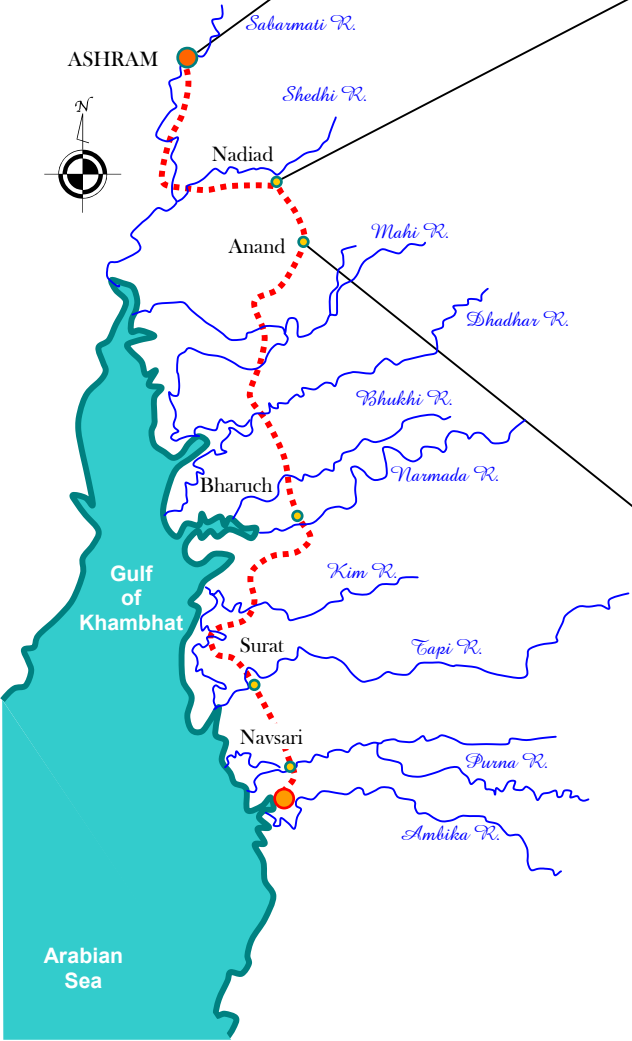 Sabarmati R.
ASHRAM
Shedhi R.
N
Nadiad
Mahi R.
Anand
Dhadhar R.
Bhukhi R.
Narmada R.
Bharuch
Kim R.
Gulf
of
Khambhat
Surat
Tapi R.
Navsari
Purna R.
Ambika R.
Arabian
Sea